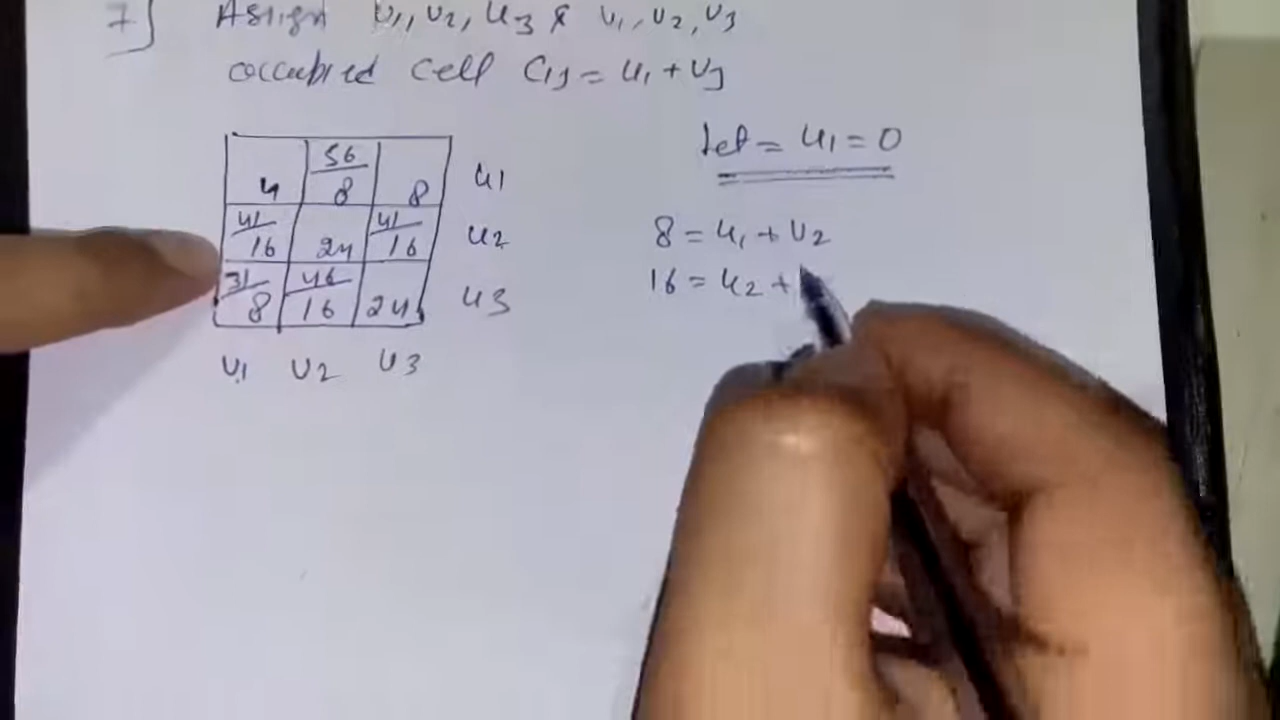 7] Assign u1, u2, u3 & v1, v2, v3
occupied cell Cij = ui + vj
Let = u1 = 0
56
4 8 8 u1
41 41
16 24 16 u2
31 46
8 16 24 u3
v1 v2 v3
8 = u1 + v2
16 = u2 +